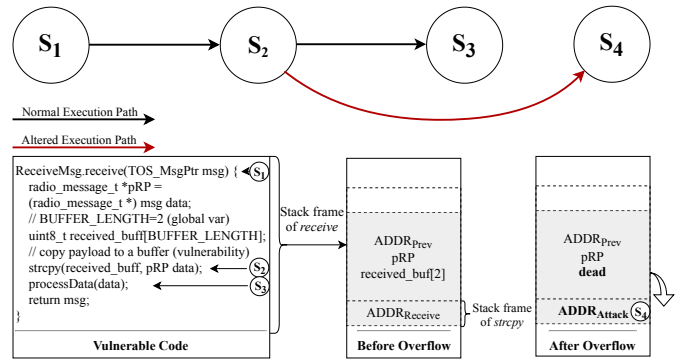 S1
S2
S3
S4
Normal Execution Path
Altered Execution Path
ReceiveMsg.receive(TOS_MsgPtr msg) {
S1
radio_message_t *pRP =
(radio_message_t *) msg data;
// BUFFER_LENGTH=2 (global var)
uint8_t received_buff[BUFFER_LENGTH];
// copy payload to a buffer (vulnerability)
strcpy(received_buff, pRP data);
S2
processData(data);
S3
return msg;
}
Vulnerable Code
Stack frame
of receive
ADDRPrev
pRP
received_buf[2]
ADDRReceive
Before Overflow
Stack frame
of strcpy
ADDRPrev
pRP
dead
ADDRAttack
S4
After Overflow